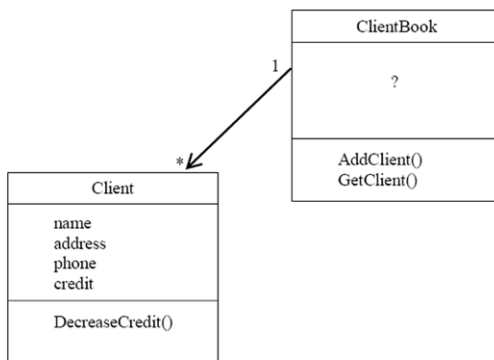 ClientBook
?
AddClient()
GetClient()
1
*
Client
name
address
phone
credit
DecreaseCredit()